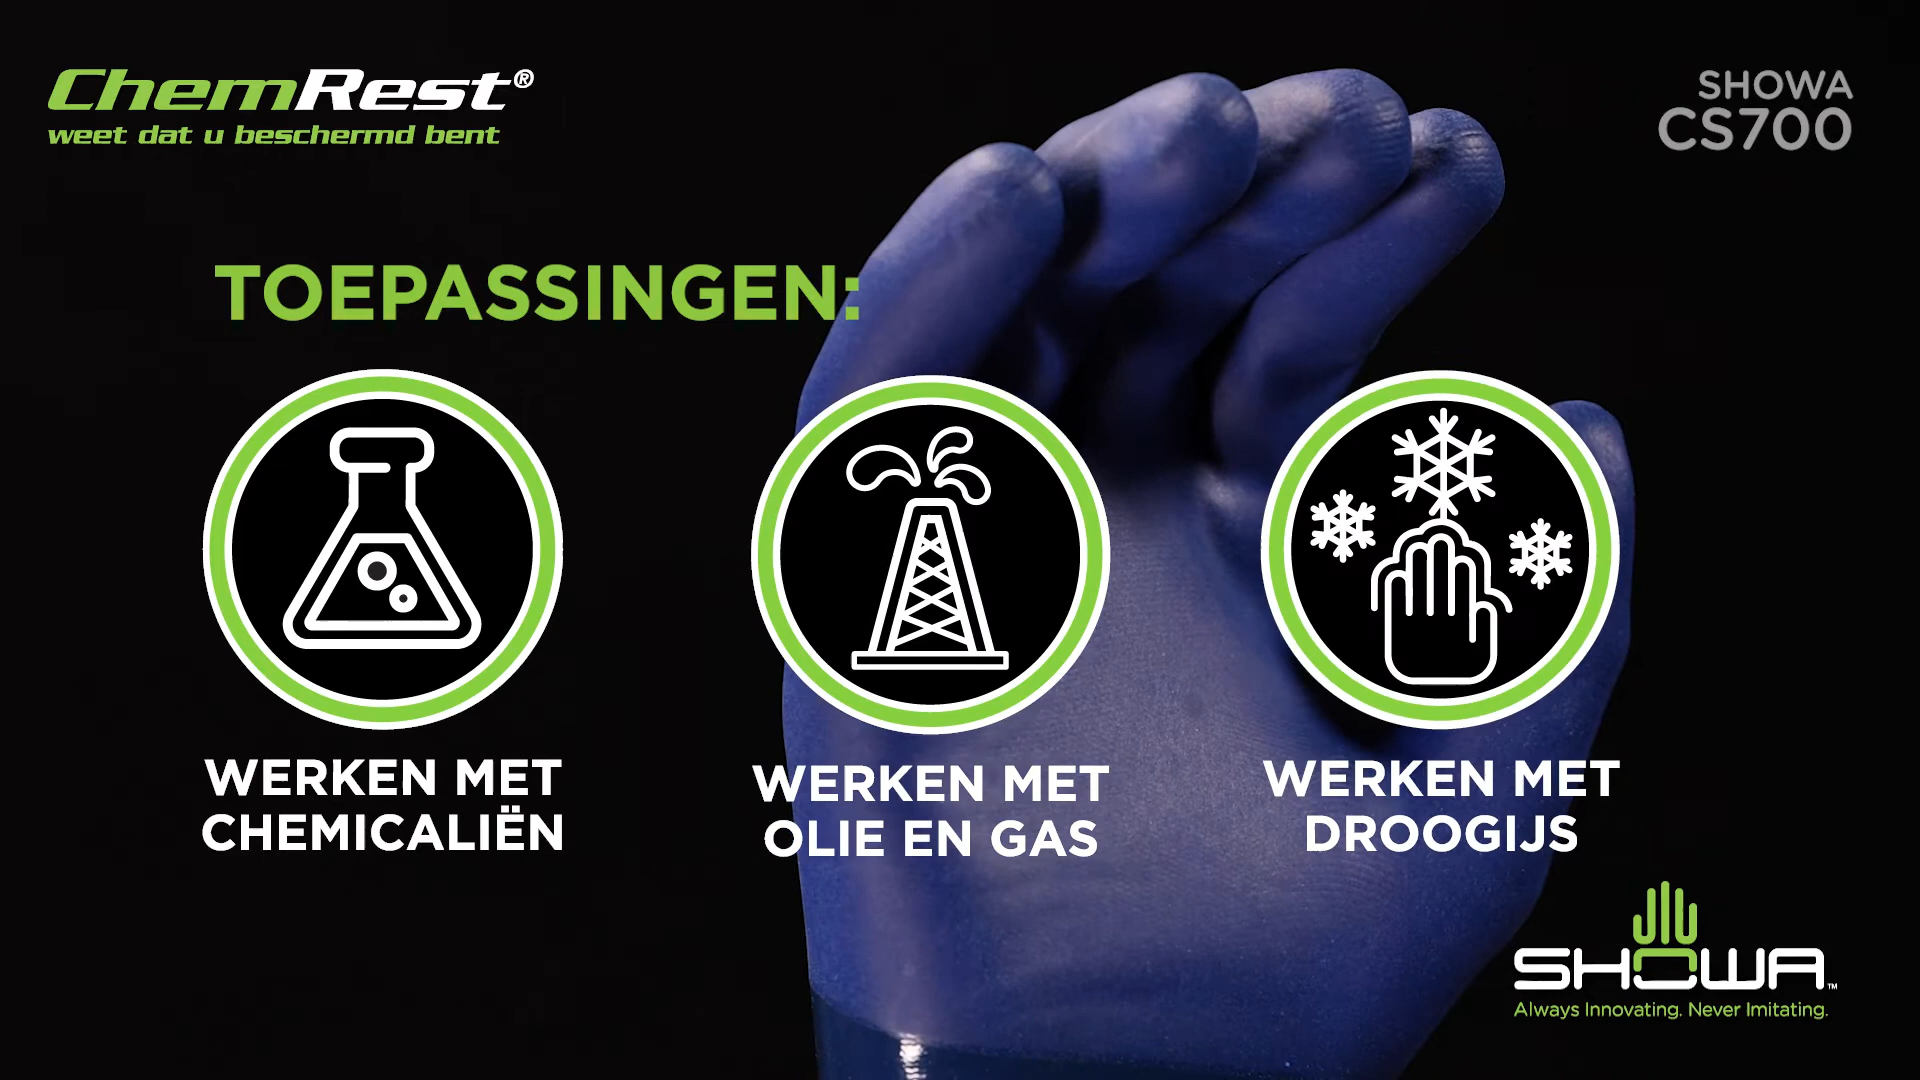 ChemRest®
weet dat u beschermd bent
SHOWA
CS700
TOEPASSINGEN:
WERKEN MET
CHEMICALIËN
WERKEN MET
OLIE EN GAS
WERKEN MET
DROOGIJS
SHOWA™
Always Innovating. Never Imitating.